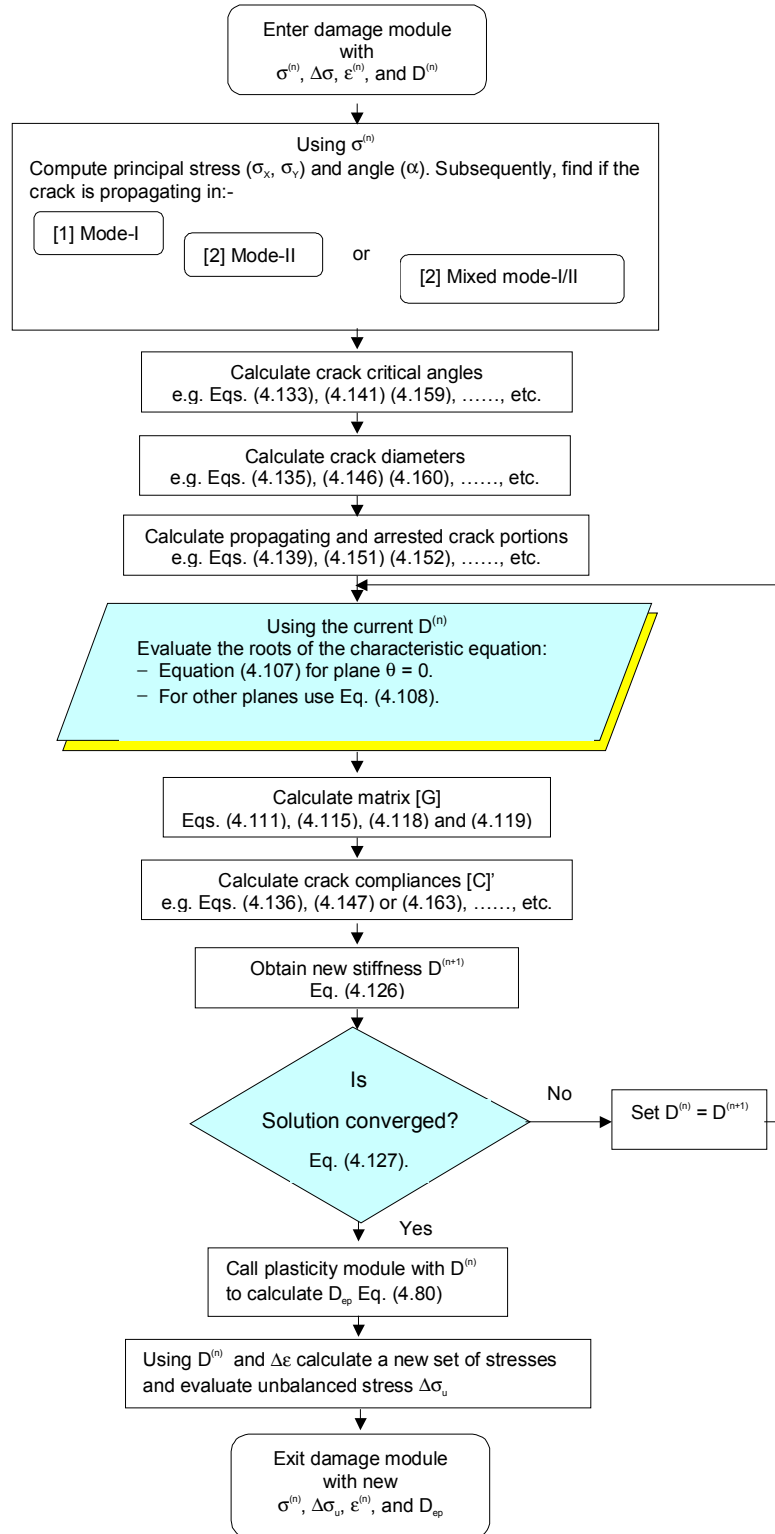 Enter damage module
with
σ⁽ⁿ⁾, Δσ, ε⁽ⁿ⁾, and D⁽ⁿ⁾
Using σ⁽ⁿ⁾
Compute principal stress (σₓ, σᵧ) and angle (α). Subsequently, find if the
crack is propagating in:-
[1] Mode-I
[2] Mode-II
or
[2] Mixed mode-I/II
Calculate crack critical angles
e.g. Eqs. (4.133), (4.141) (4.159), ……, etc.
Calculate crack diameters
e.g. Eqs. (4.135), (4.146) (4.160), ……, etc.
Calculate propagating and arrested crack portions
e.g. Eqs. (4.139), (4.151) (4.152), ……, etc.
Using the current D⁽ⁿ⁾
Evaluate the roots of the characteristic equation:
− Equation (4.107) for plane θ = 0.
− For other planes use Eq. (4.108).
Calculate matrix [G]
Eqs. (4.111), (4.115), (4.118) and (4.119)
Calculate crack compliances [C]’
e.g. Eqs. (4.136), (4.147) or (4.163), ……, etc.
Obtain new stiffness D⁽ⁿ⁺¹⁾
Eq. (4.126)
Is
Solution converged?
Eq. (4.127).
No
Set D⁽ⁿ⁾ = D⁽ⁿ⁺¹⁾
Yes
Call plasticity module with D⁽ⁿ⁾
to calculate Dₑₚ Eq. (4.80)
Using D⁽ⁿ⁾ and Δε calculate a new set of stresses
and evaluate unbalanced stress Δσᵤ
Exit damage module
with new
σ⁽ⁿ⁾, Δσᵤ, ε⁽ⁿ⁾, and Dₑₚ